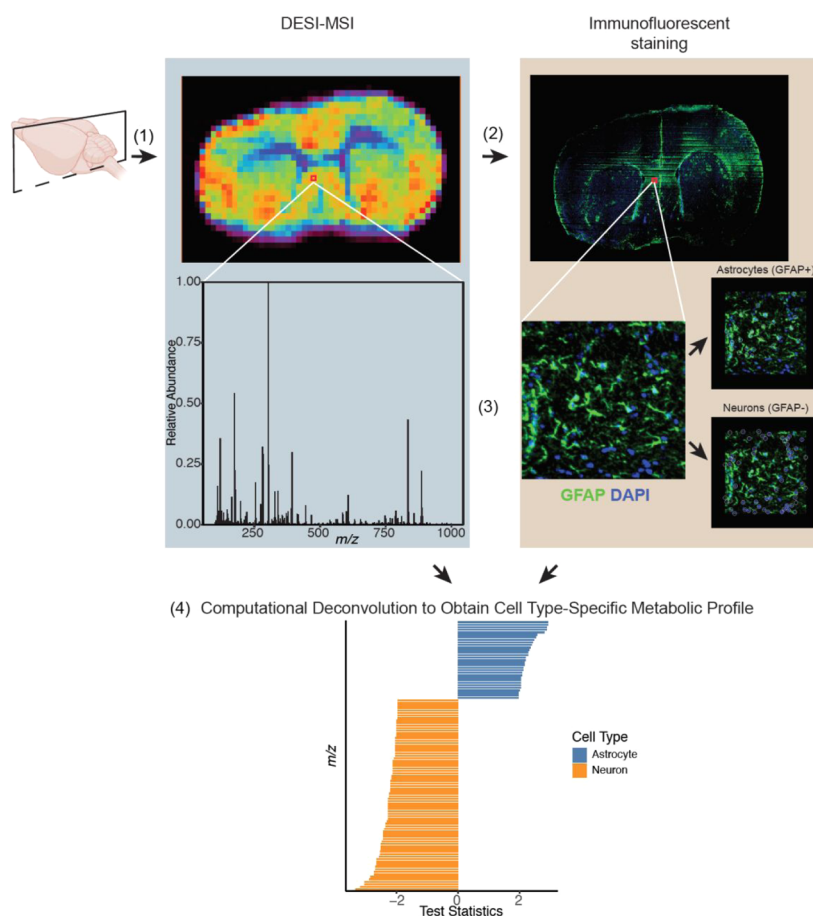 DESI-MSI
Immunofluorescent
staining
(1)
(2)
Astrocytes (GFAP+)
1.00
0.75
0.50
0.25
0.00
Relative Abundance
250
500
750
1000
m/z
(3)
GFAP DAPI
Neurons (GFAP-)
(4) Computational Deconvolution to Obtain Cell Type-Specific Metabolic Profile
m/z
Cell Type
Astrocyte
Neuron
−2
0
2
Test Statistics